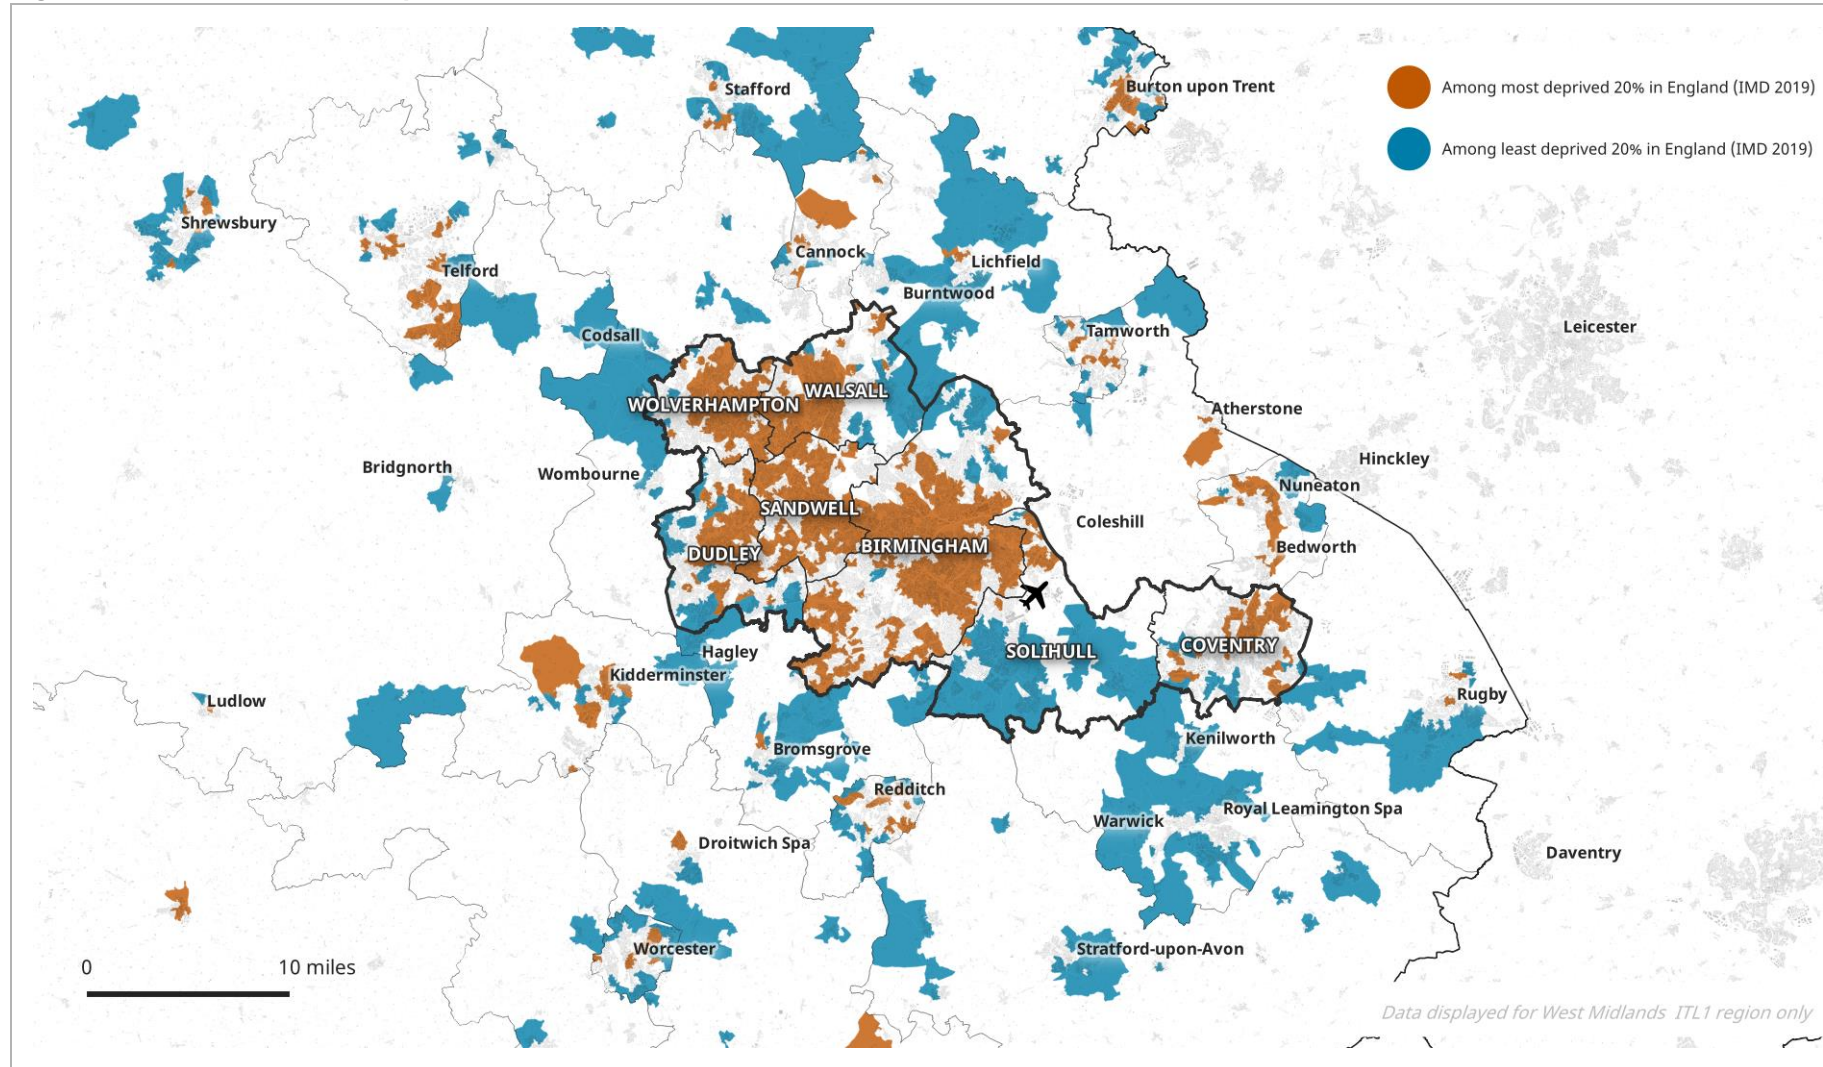 Stafford
Burton upon Trent
Among most deprived 20% in England (IMD 2019)
Among least deprived 20% in England (IMD 2019)
Shrewsbury
Cannock
Lichfield
Telford
Burntwood
Codsall
Tamworth
Leicester
WALSALL
WOLVERHAMPTON
Atherstone
Bridgnorth
Wombourne
Hinckley
Nuneaton
SANDWELL
Coleshill
DUDLEY
BIRMINGHAM
Bedworth
Hagley
SOLIHULL
COVENTRY
Kidderminster
Ludlow
Rugby
Bromsgrove
Kenilworth
Redditch
Royal Leamington Spa
Warwick
Droitwich Spa
Daventry
Worcester
Stratford-upon-Avon
0 10 miles
Data displayed for West Midlands ITL1 region only